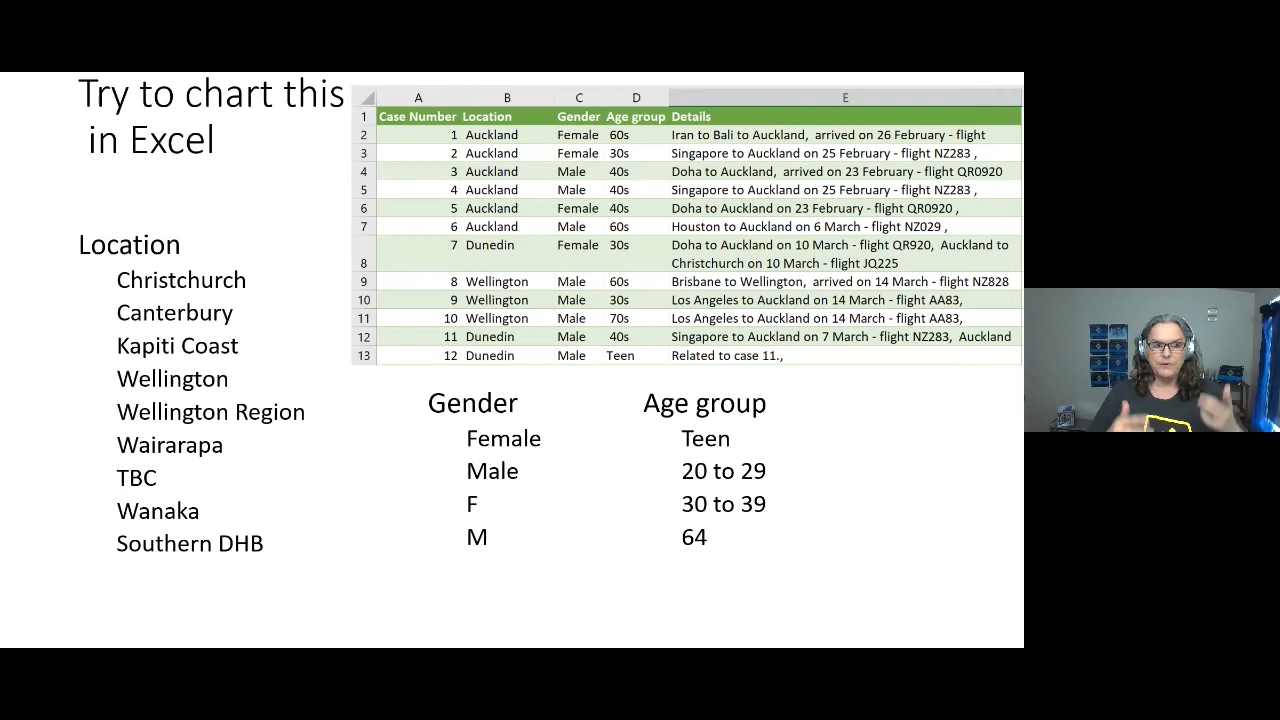 Try to chart this
in Excel
A B C D E
1 Case Number Location Gender Age group Details
2 1 Auckland Female 60s Iran to Bali to Auckland, arrived on 26 February - flight
3 2 Auckland Female 30s Singapore to Auckland on 25 February - flight NZ283 ,
4 3 Auckland Male 40s Doha to Auckland, arrived on 23 February - flight QR0920
5 4 Auckland Male 40s Singapore to Auckland on 25 February - flight NZ283 ,
6 5 Auckland Female 40s Doha to Auckland on 23 February - flight QR0920 ,
7 6 Auckland Male 60s Houston to Auckland on 6 March - flight NZ029 ,
7 Dunedin Female 30s Doha to Auckland on 10 March - flight QR920, Auckland to
8 Christchurch on 10 March - flight JQ225
9 8 Wellington Male 60s Brisbane to Wellington, arrived on 14 March - flight NZ828
10 9 Wellington Male 30s Los Angeles to Auckland on 14 March - flight AA83,
11 10 Wellington Male 70s Los Angeles to Auckland on 14 March - flight AA83,
12 11 Dunedin Male 40s Singapore to Auckland on 7 March - flight NZ283, Auckland
13 12 Dunedin Male Teen Related to case 11.,
Location
Christchurch
Canterbury
Kapiti Coast
Wellington
Wellington Region
Wairarapa
TBC
Wanaka
Southern DHB
Gender
Female
Male
F
M
Age group
Teen
20 to 29
30 to 39
64